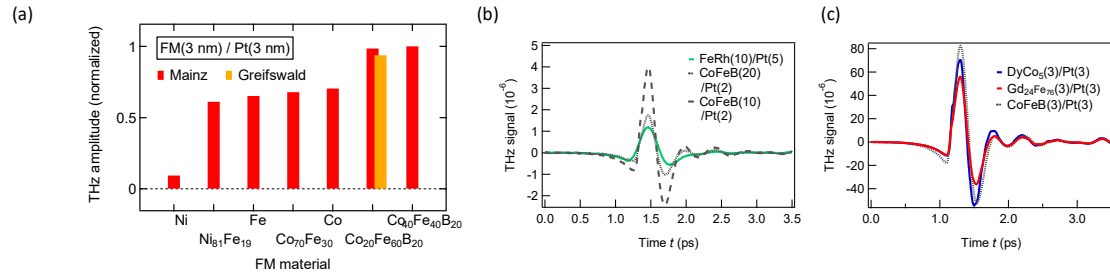 (a)
THz amplitude (normalized)
1
0.5
0
FM(3 nm) / Pt(3 nm)
Mainz
Greifswald
Ni
Fe
Co
Co40Fe40B20
Ni81Fe19
Co70Fe30
Co20Fe60B20
FM material
(b)
THz signal (10-6)
5
4
3
2
1
0
-1
-2
FeRh(10)/Pt(5)
CoFeB(20)
/Pt(2)
CoFeB(10)
/Pt(2)
0.0 0.5 1.0 1.5 2.0 2.5 3.0 3.5
Time t (ps)
(c)
THz signal (10-6)
80
60
40
20
0
-20
-40
DyCo5(3)/Pt(3)
Gd24Fe76(3)/Pt(3)
CoFeB(3)/Pt(3)
0.0 1.0 2.0 3.0
Time t (ps)